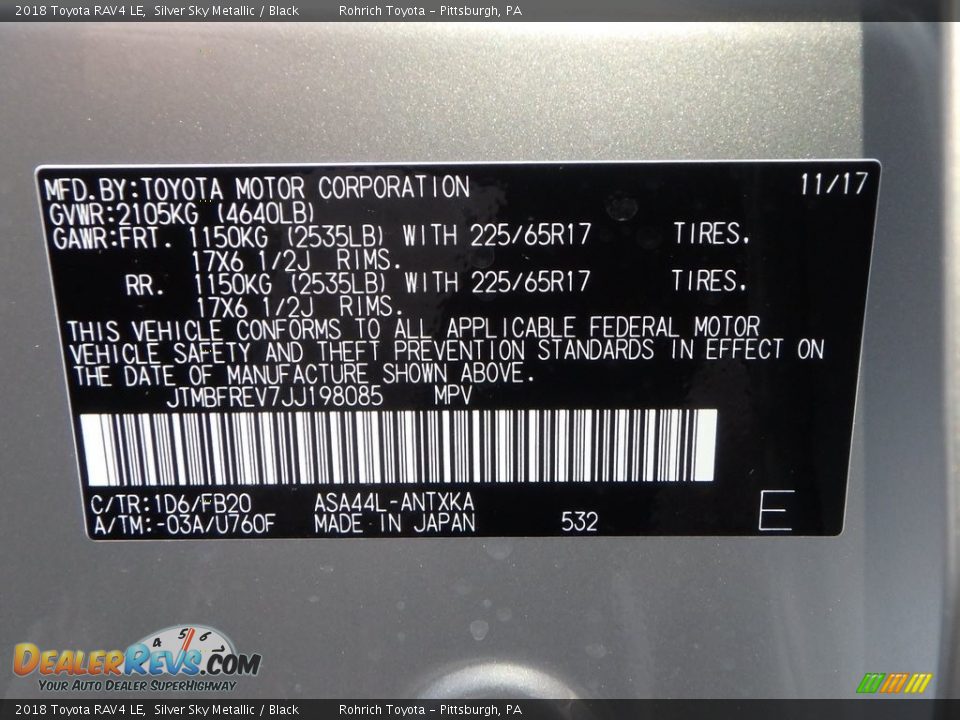 2018 Toyota RAV4 LE, Silver Sky Metallic / Black Rohrich Toyota - Pittsburgh, PA
MFD.BY:TOYOTA MOTOR CORPORATION 11/17
GVWR:2105KG (4640LB)
GAWR:FRT. 1150KG (2535LB) WITH 225/65R17 TIRES,
17X6 1/2J RIMS.
RR. 1150KG (2535LB) WITH 225/65R17 TIRES,
17X6 1/2J RIMS.
THIS VEHICLE CONFORMS TO ALL APPLICABLE FEDERAL MOTOR
VEHICLE SAFETY AND THEFT PREVENTION STANDARDS IN EFFECT ON
THE DATE OF MANUFACTURE SHOWN ABOVE.
JTMBFREV7JJ198085 MPV
C/TR:1D6/FB20 ASA44L-ANTXKA
A/TM:-03A/U760F MADE IN JAPAN 532 E
4 5 6
DEALERREVS.COM
YOUR AUTO DEALER SUPERHIGHWAY
2018 Toyota RAV4 LE, Silver Sky Metallic / Black Rohrich Toyota - Pittsburgh, PA